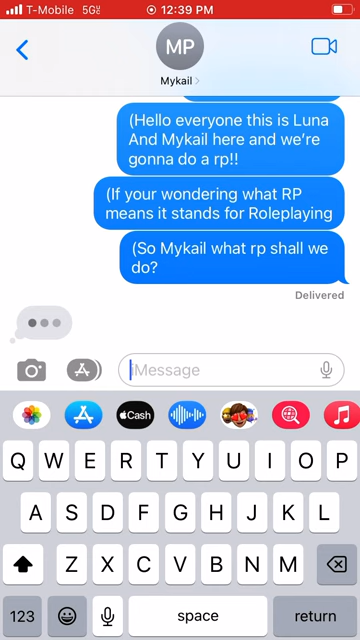 T-Mobile 5G 12:39 PM
MP
Mykail
(Hello everyone this is Luna
And Mykail here and we're
gonna do a rp!!
(If your wondering what RP
means it stands for Roleplaying
(So Mykail what rp shall we
do?
Delivered
iMessage
Cash
Q W E R T Y U I O P
A S D F G H J K L
Z X C V B N M
123 space return